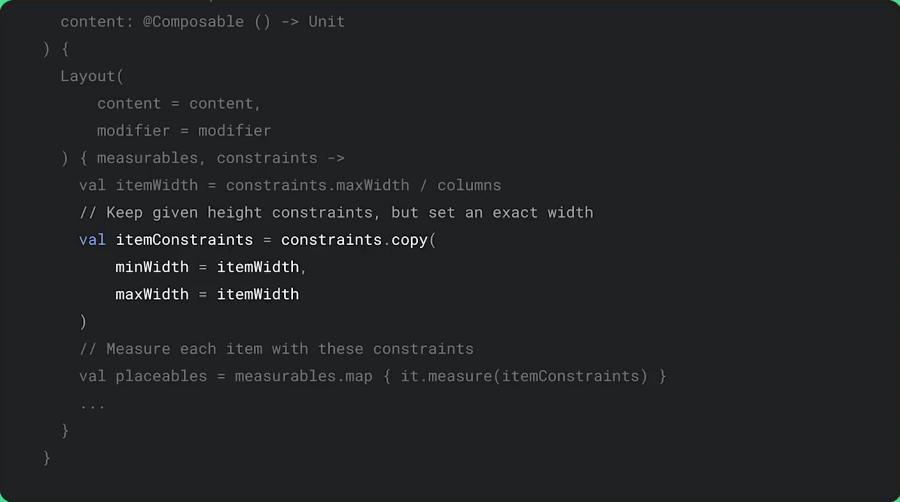 content: @Composable () -> Unit
) {
Layout(
content = content,
modifier = modifier
) { measurables, constraints ->
val itemWidth = constraints.maxWidth / columns
// Keep given height constraints, but set an exact width
val itemConstraints = constraints.copy(
minWidth = itemWidth,
maxWidth = itemWidth
)
// Measure each item with these constraints
val placeables = measurables.map { it.measure(itemConstraints) }
...
}
}